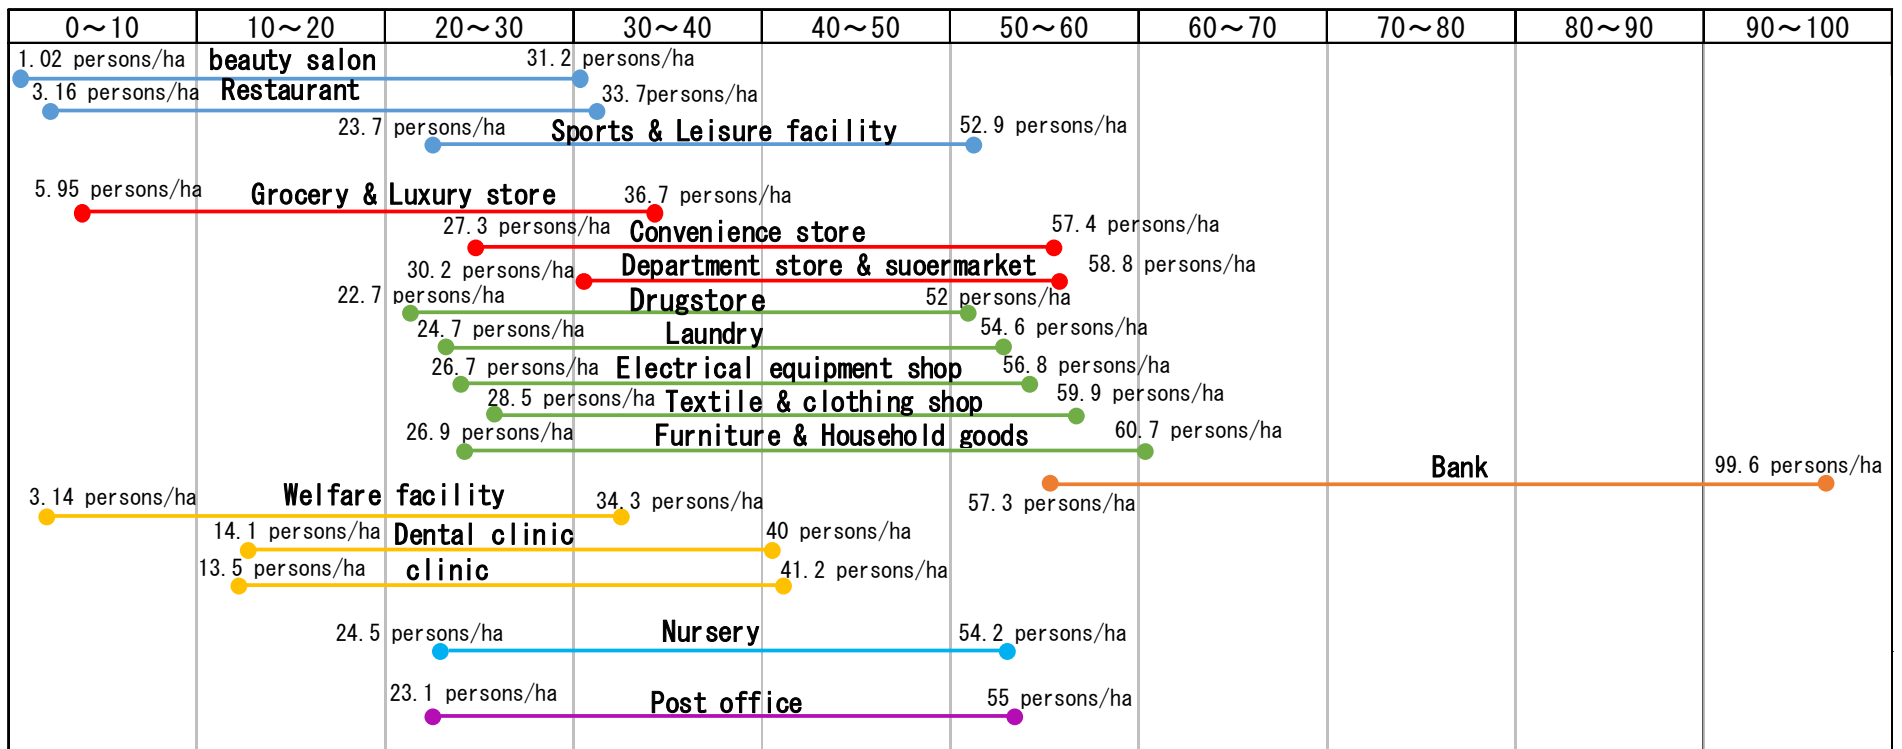 0～10 10～20 20～30 30～40 40～50 50～60 60～70 70～80 80～90 90～100
1.02 persons/ha beauty salon 31.2 persons/ha
3.16 persons/ha Restaurant 33.7persons/ha
23.7 persons/ha Sports & Leisure facility 52.9 persons/ha
5.95 persons/ha Grocery & Luxury store 36.7 persons/ha
27.3 persons/ha Convenience store 57.4 persons/ha
30.2 persons/ha Department store & suoermarket 58.8 persons/ha
22.7 persons/ha Drugstore 52 persons/ha
24.7 persons/ha Laundry 54.6 persons/ha
26.7 persons/ha Electrical equipment shop 56.8 persons/ha
28.5 persons/ha Textile & clothing shop 59.9 persons/ha
26.9 persons/ha Furniture & Household goods 60.7 persons/ha
57.3 persons/ha Bank 99.6 persons/ha
3.14 persons/ha Welfare facility 34.3 persons/ha
14.1 persons/ha Dental clinic 40 persons/ha
13.5 persons/ha clinic 41.2 persons/ha
24.5 persons/ha Nursery 54.2 persons/ha
23.1 persons/ha Post office 55 persons/ha